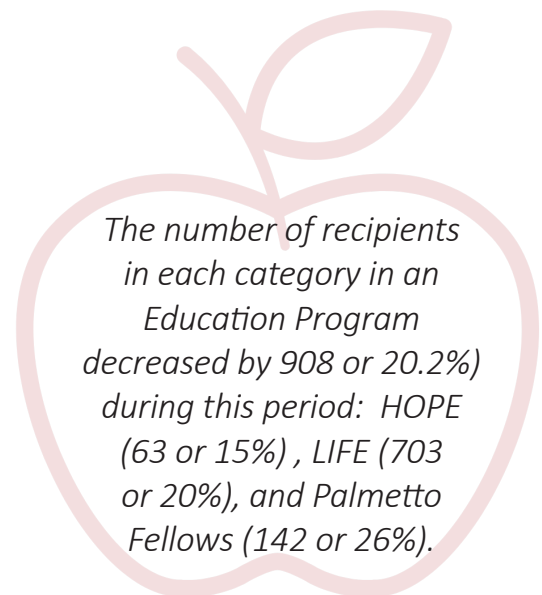 The number of recipients
in each category in an
Education Program
decreased by 908 or 20.2%)
during this period:  HOPE
(63 or 15%) , LIFE (703
or 20%), and Palmetto
Fellows (142 or 26%).